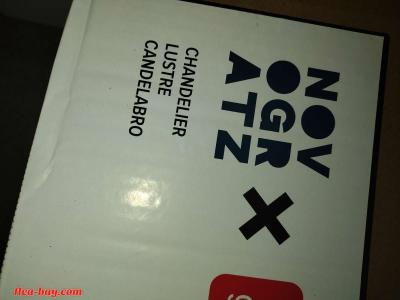 NOV
OGR
ATZ
×
CHANDELIER
LUSTRE
CANDELABRO
flea-bay.com